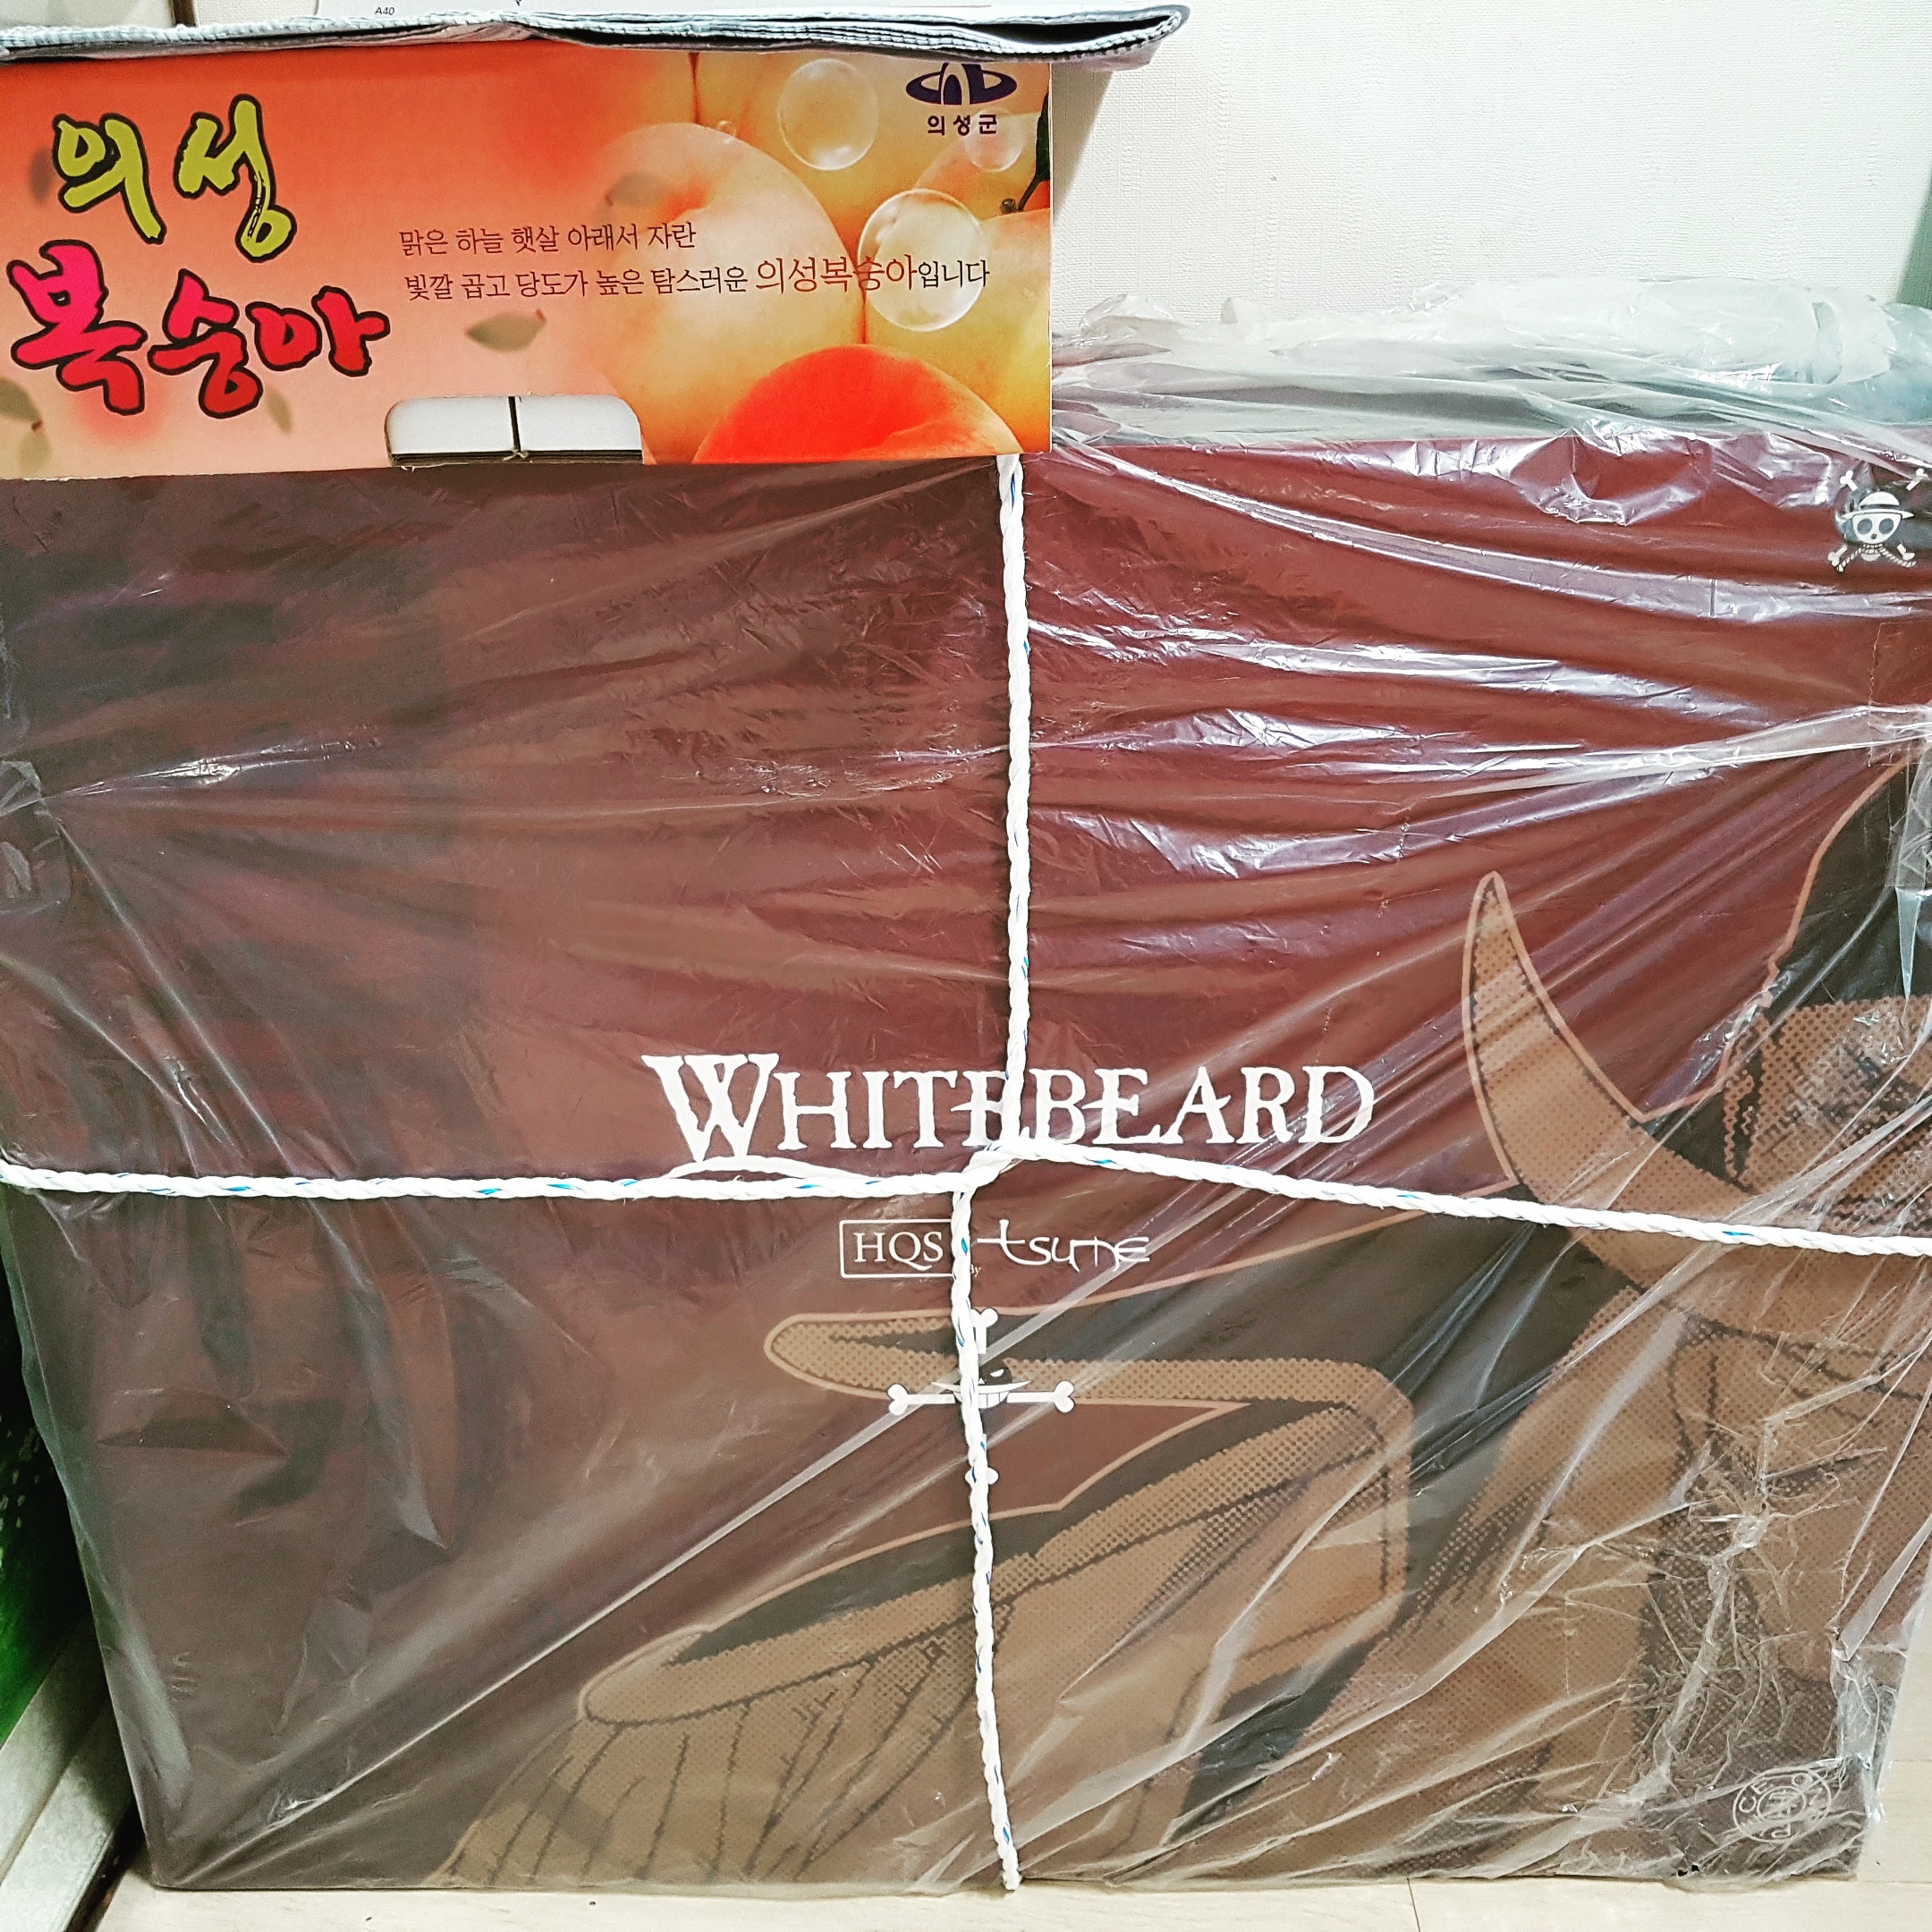 A40
의성군
의성
복숭아
맑은 하늘 햇살 아래서 자란
빛깔 곱고 당도가 높은 탐스러운 의성복숭아입니다
WHITEBEARD
HQS by tsume